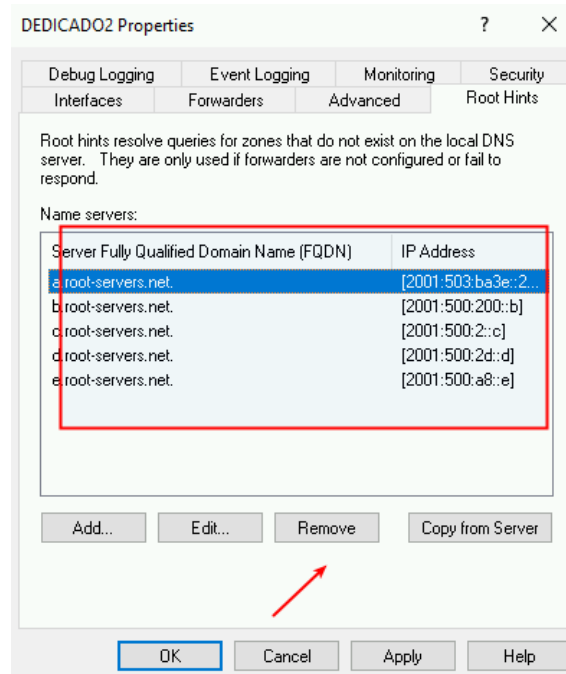 DEDICADO2 Properties ? ×
Debug Logging Event Logging Monitoring Security
Interfaces Forwarders Advanced Root Hints
Root hints resolve queries for zones that do not exist on the local DNS
server. They are only used if forwarders are not configured or fail to
respond.
Name servers:
Server Fully Qualified Domain Name (FQDN) IP Address
a.root-servers.net. [2001:503:ba3e::2...
b.root-servers.net. [2001:500:200::b]
c.root-servers.net. [2001:500:2::c]
d.root-servers.net. [2001:500:2d::d]
e.root-servers.net. [2001:500:a8::e]
Add... Edit... Remove Copy from Server
OK Cancel Apply Help